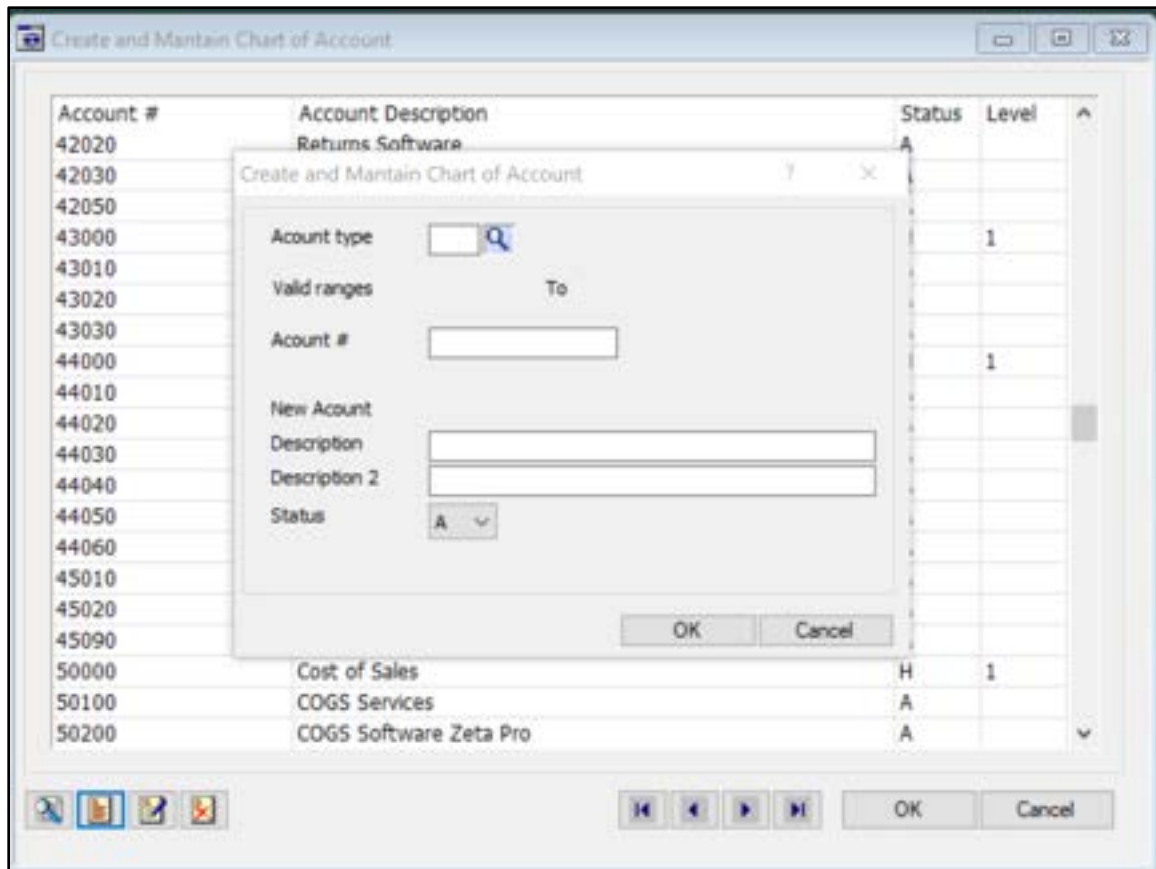 Create and Mantain Chart of Account
Account # Account Description Status Level
42020 Returns Software A
42030
42050
43000 1
43010
43020
43030
44000 1
44010
44020
44030
44040
44050
44060
45010
45020
45090
50000 Cost of Sales H 1
50100 COGS Services A
50200 COGS Software Zeta Pro A
Create and Mantain Chart of Account ?
Acount type
Valid ranges To
Acount #
New Acount
Description
Description 2
Status A
OK Cancel
OK Cancel